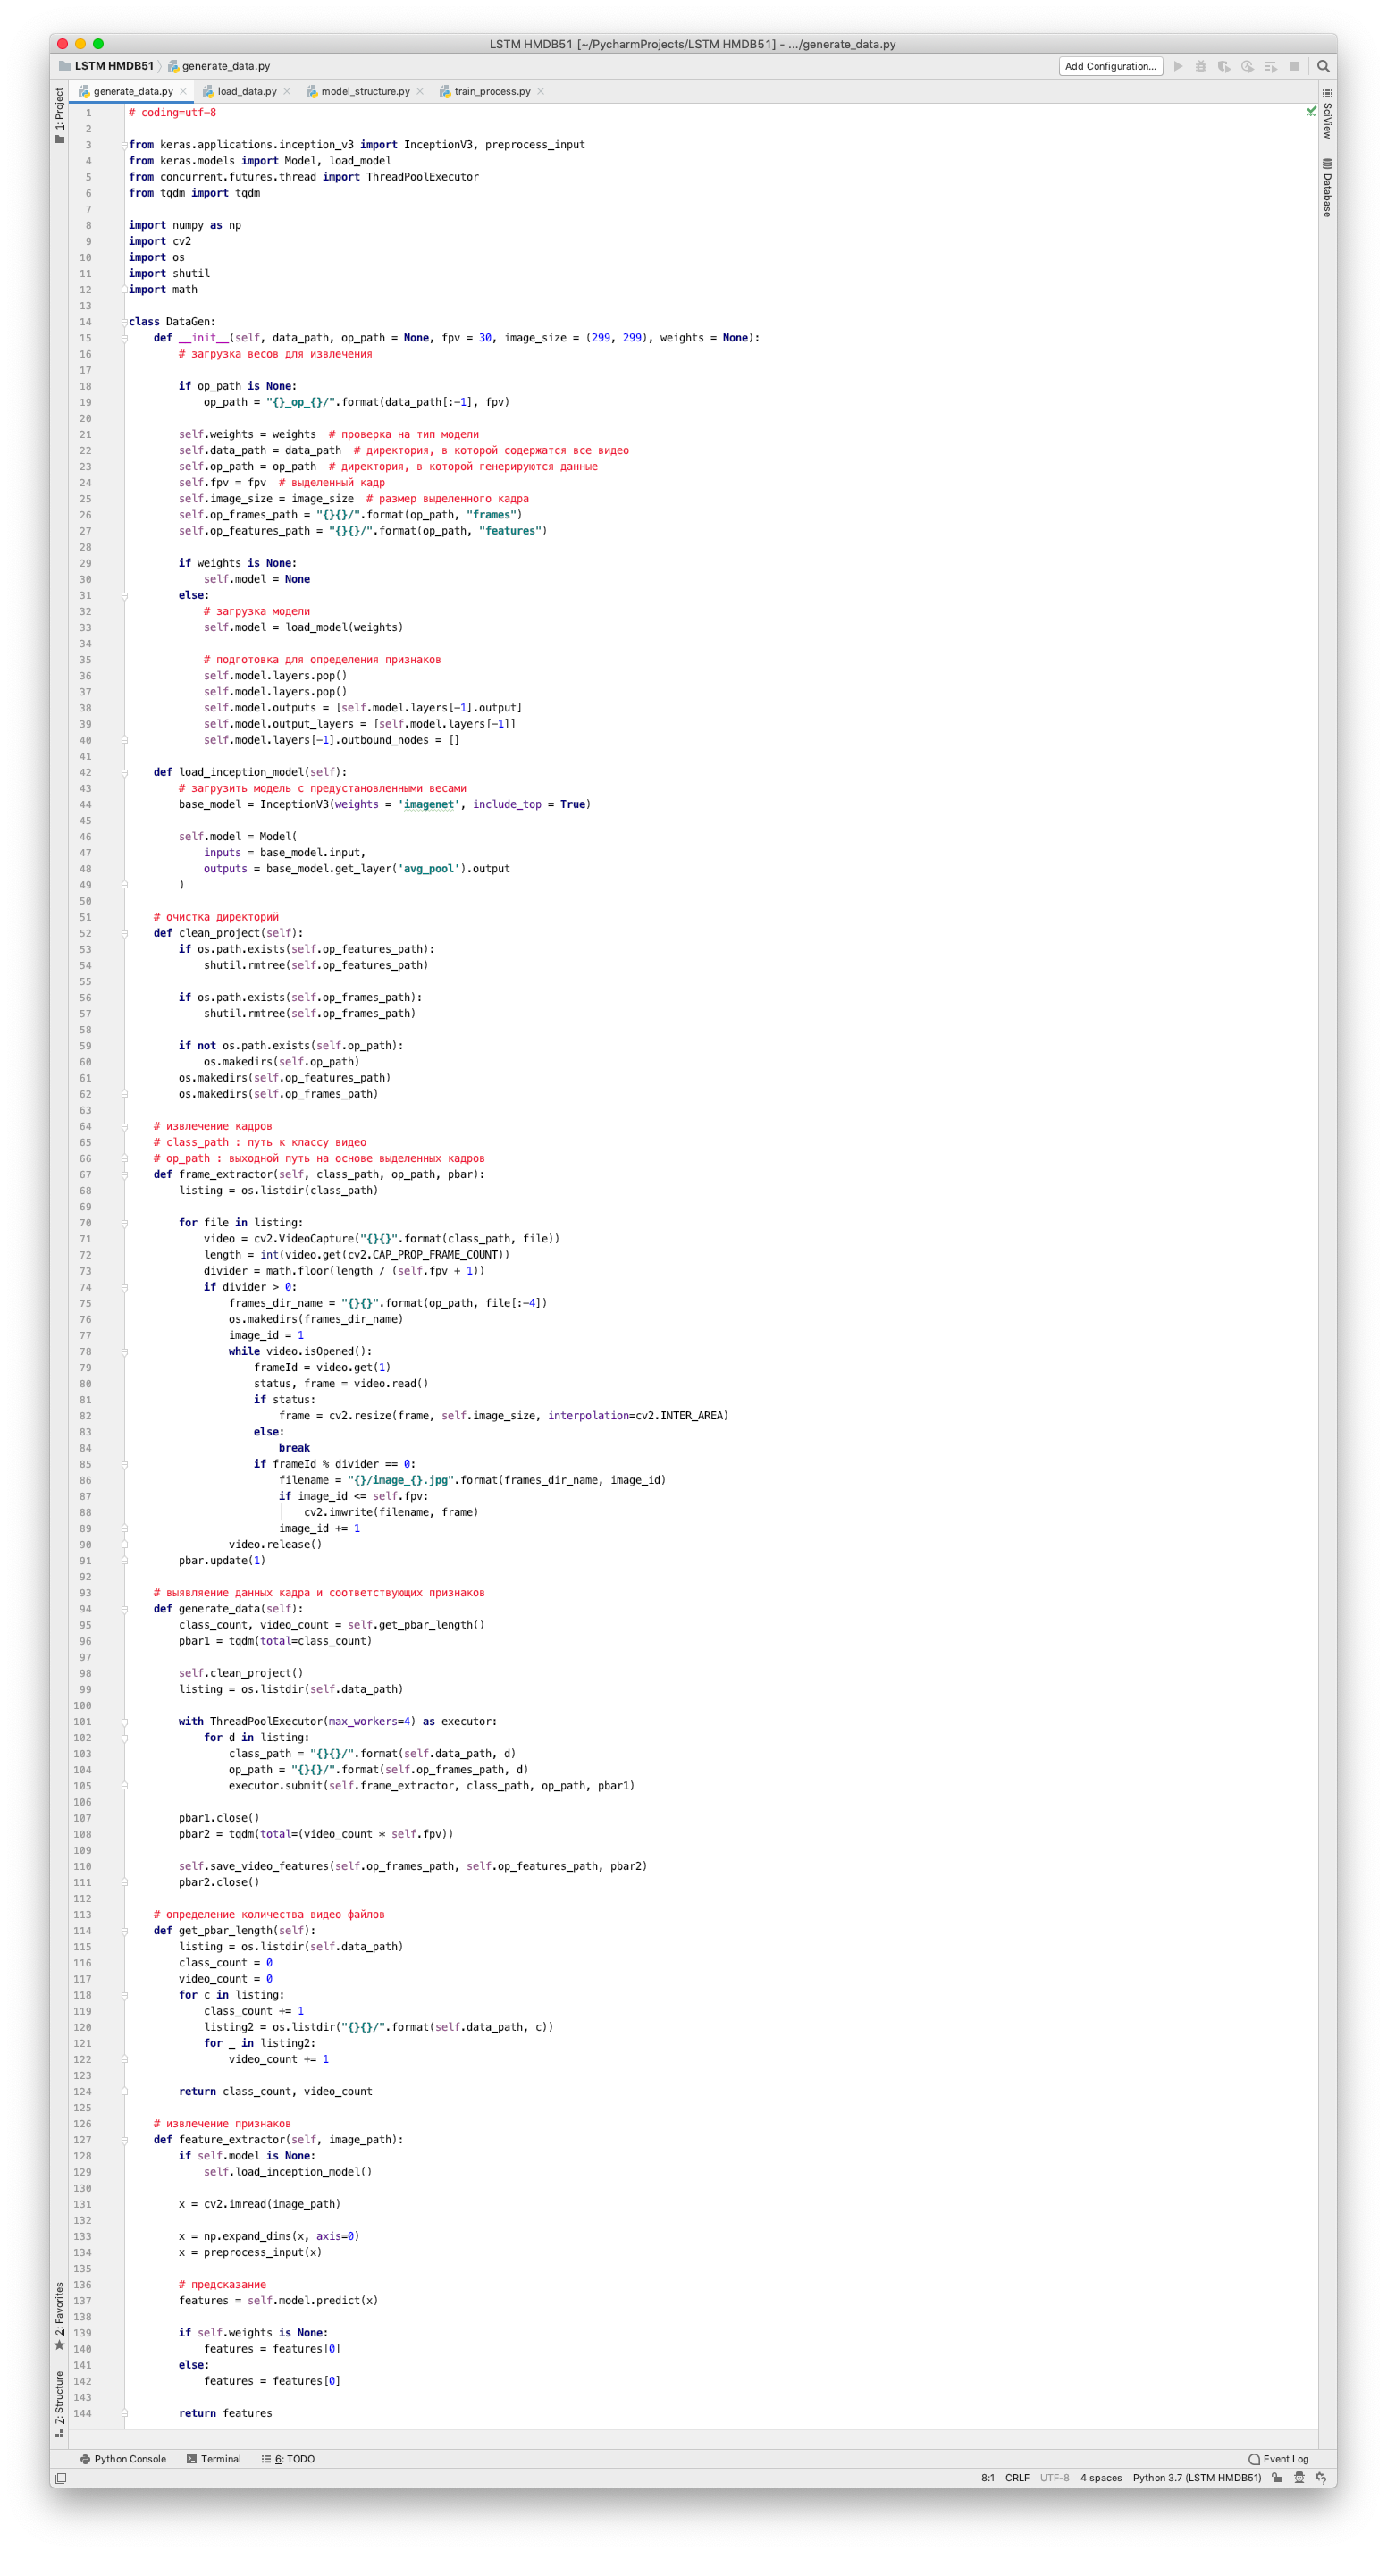 LSTM HMDB51 [~/PycharmProjects/LSTM HMDB51] - .../generate_data.py
LSTM HMDB51 generate_data.py Add Configuration...
1: Project
generate_data.py load_data.py model_structure.py train_process.py
SciView
Database
1 # coding=utf-8
2
3 from keras.applications.inception_v3 import InceptionV3, preprocess_input
4 from keras.models import Model, load_model
5 from concurrent.futures.thread import ThreadPoolExecutor
6 from tqdm import tqdm
7
8 import numpy as np
9 import cv2
10 import os
11 import shutil
12 import math
13
14 class DataGen:
15     def __init__(self, data_path, op_path = None, fpv = 30, image_size = (299, 299), weights = None):
16         # загрузка весов для извлечения
17
18         if op_path is None:
19             op_path = "{}_op_{}/".format(data_path[:-1], fpv)
20
21         self.weights = weights  # проверка на тип модели
22         self.data_path = data_path  # директория, в которой содержатся все видео
23         self.op_path = op_path  # директория, в которой генерируются данные
24         self.fpv = fpv  # выделенный кадр
25         self.image_size = image_size  # размер выделенного кадра
26         self.op_frames_path = "{}{}/".format(op_path, "frames")
27         self.op_features_path = "{}{}/".format(op_path, "features")
28
29         if weights is None:
30             self.model = None
31         else:
32             # загрузка модели
33             self.model = load_model(weights)
34
35             # подготовка для определения признаков
36             self.model.layers.pop()
37             self.model.layers.pop()
38             self.model.outputs = [self.model.layers[-1].output]
39             self.model.output_layers = [self.model.layers[-1]]
40             self.model.layers[-1].outbound_nodes = []
41
42     def load_inception_model(self):
43         # загрузить модель с предустановленными весами
44         base_model = InceptionV3(weights = 'imagenet', include_top = True)
45
46         self.model = Model(
47             inputs = base_model.input,
48             outputs = base_model.get_layer('avg_pool').output
49         )
50
51     # очистка директорий
52     def clean_project(self):
53         if os.path.exists(self.op_features_path):
54             shutil.rmtree(self.op_features_path)
55
56         if os.path.exists(self.op_frames_path):
57             shutil.rmtree(self.op_frames_path)
58
59         if not os.path.exists(self.op_path):
60             os.makedirs(self.op_path)
61         os.makedirs(self.op_features_path)
62         os.makedirs(self.op_frames_path)
63
64     # извлечение кадров
65     # class_path : путь к классу видео
66     # op_path : выходной путь на основе выделенных кадров
67     def frame_extractor(self, class_path, op_path, pbar):
68         listing = os.listdir(class_path)
69
70         for file in listing:
71             video = cv2.VideoCapture("{}{}".format(class_path, file))
72             length = int(video.get(cv2.CAP_PROP_FRAME_COUNT))
73             divider = math.floor(length / (self.fpv + 1))
74             if divider > 0:
75                 frames_dir_name = "{}{}".format(op_path, file[:-4])
76                 os.makedirs(frames_dir_name)
77                 image_id = 1
78                 while video.isOpened():
79                     frameId = video.get(1)
80                     status, frame = video.read()
81                     if status:
82                         frame = cv2.resize(frame, self.image_size, interpolation=cv2.INTER_AREA)
83                     else:
84                         break
85                     if frameId % divider == 0:
86                         filename = "{}/image_{}.jpg".format(frames_dir_name, image_id)
87                         if image_id <= self.fpv:
88                             cv2.imwrite(filename, frame)
89                         image_id += 1
90                 video.release()
91         pbar.update(1)
92
93     # выявляение данных кадра и соответствующих признаков
94     def generate_data(self):
95         class_count, video_count = self.get_pbar_length()
96         pbar1 = tqdm(total=class_count)
97
98         self.clean_project()
99         listing = os.listdir(self.data_path)
100
101         with ThreadPoolExecutor(max_workers=4) as executor:
102             for d in listing:
103                 class_path = "{}{}/".format(self.data_path, d)
104                 op_path = "{}{}/".format(self.op_frames_path, d)
105                 executor.submit(self.frame_extractor, class_path, op_path, pbar1)
106
107         pbar1.close()
108         pbar2 = tqdm(total=(video_count * self.fpv))
109
110         self.save_video_features(self.op_frames_path, self.op_features_path, pbar2)
111         pbar2.close()
112
113     # определение количества видео файлов
114     def get_pbar_length(self):
115         listing = os.listdir(self.data_path)
116         class_count = 0
117         video_count = 0
118         for c in listing:
119             class_count += 1
120             listing2 = os.listdir("{}{}/".format(self.data_path, c))
121             for _ in listing2:
122                 video_count += 1
123
124         return class_count, video_count
125
126     # извлечение признаков
127     def feature_extractor(self, image_path):
128         if self.model is None:
129             self.load_inception_model()
130
131         x = cv2.imread(image_path)
132
133         x = np.expand_dims(x, axis=0)
134         x = preprocess_input(x)
135
136         # предсказание
137         features = self.model.predict(x)
138
139         if self.weights is None:
140             features = features[0]
141         else:
142             features = features[0]
143
144         return features
2: Favorites
7: Structure
Python Console Terminal 6: TODO Event Log
8:1 CRLF UTF-8 4 spaces Python 3.7 (LSTM HMDB51)